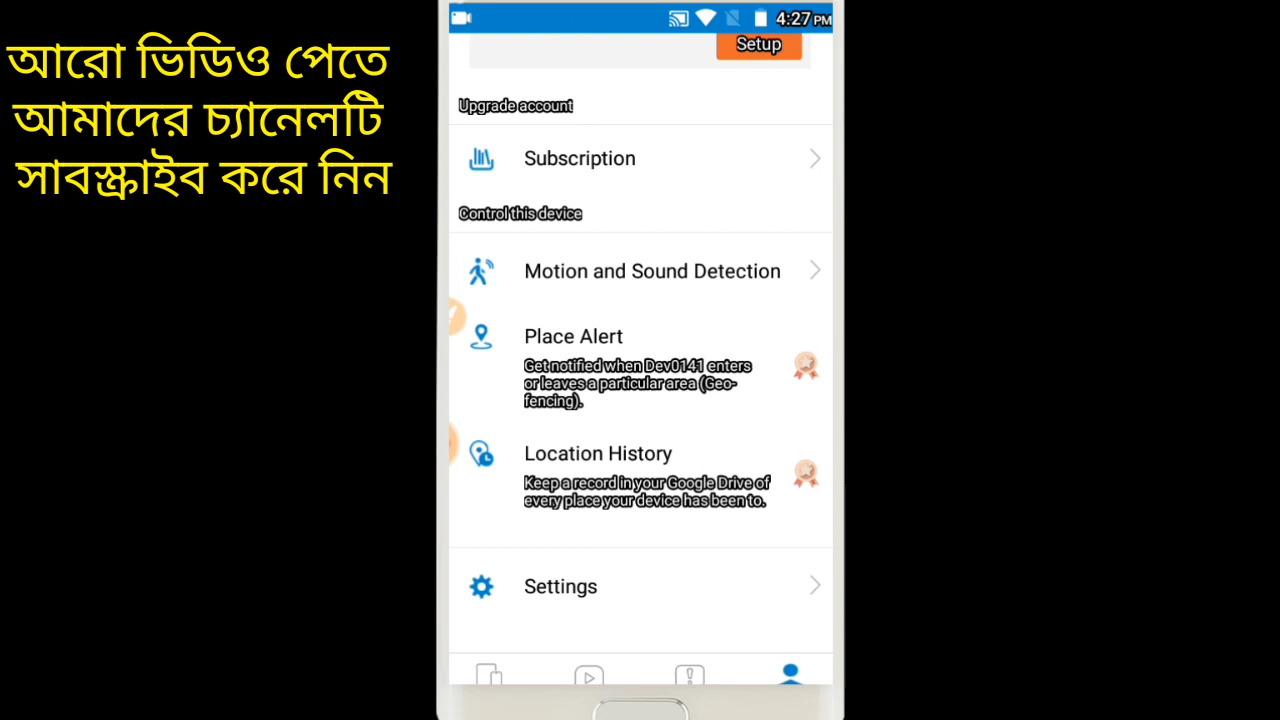 আরো ভিডিও পেতে
আমাদের চ্যানেলটি
সাবস্ক্রাইব করে নিন
4:27 PM
Setup
Upgrade account
Subscription
Control this device
Motion and Sound Detection
Place Alert
Get notified when Dev0141 enters
or leaves a particular area (Geo-
fencing).
Location History
Keep a record in your Google Drive of
every place your device has been to.
Settings